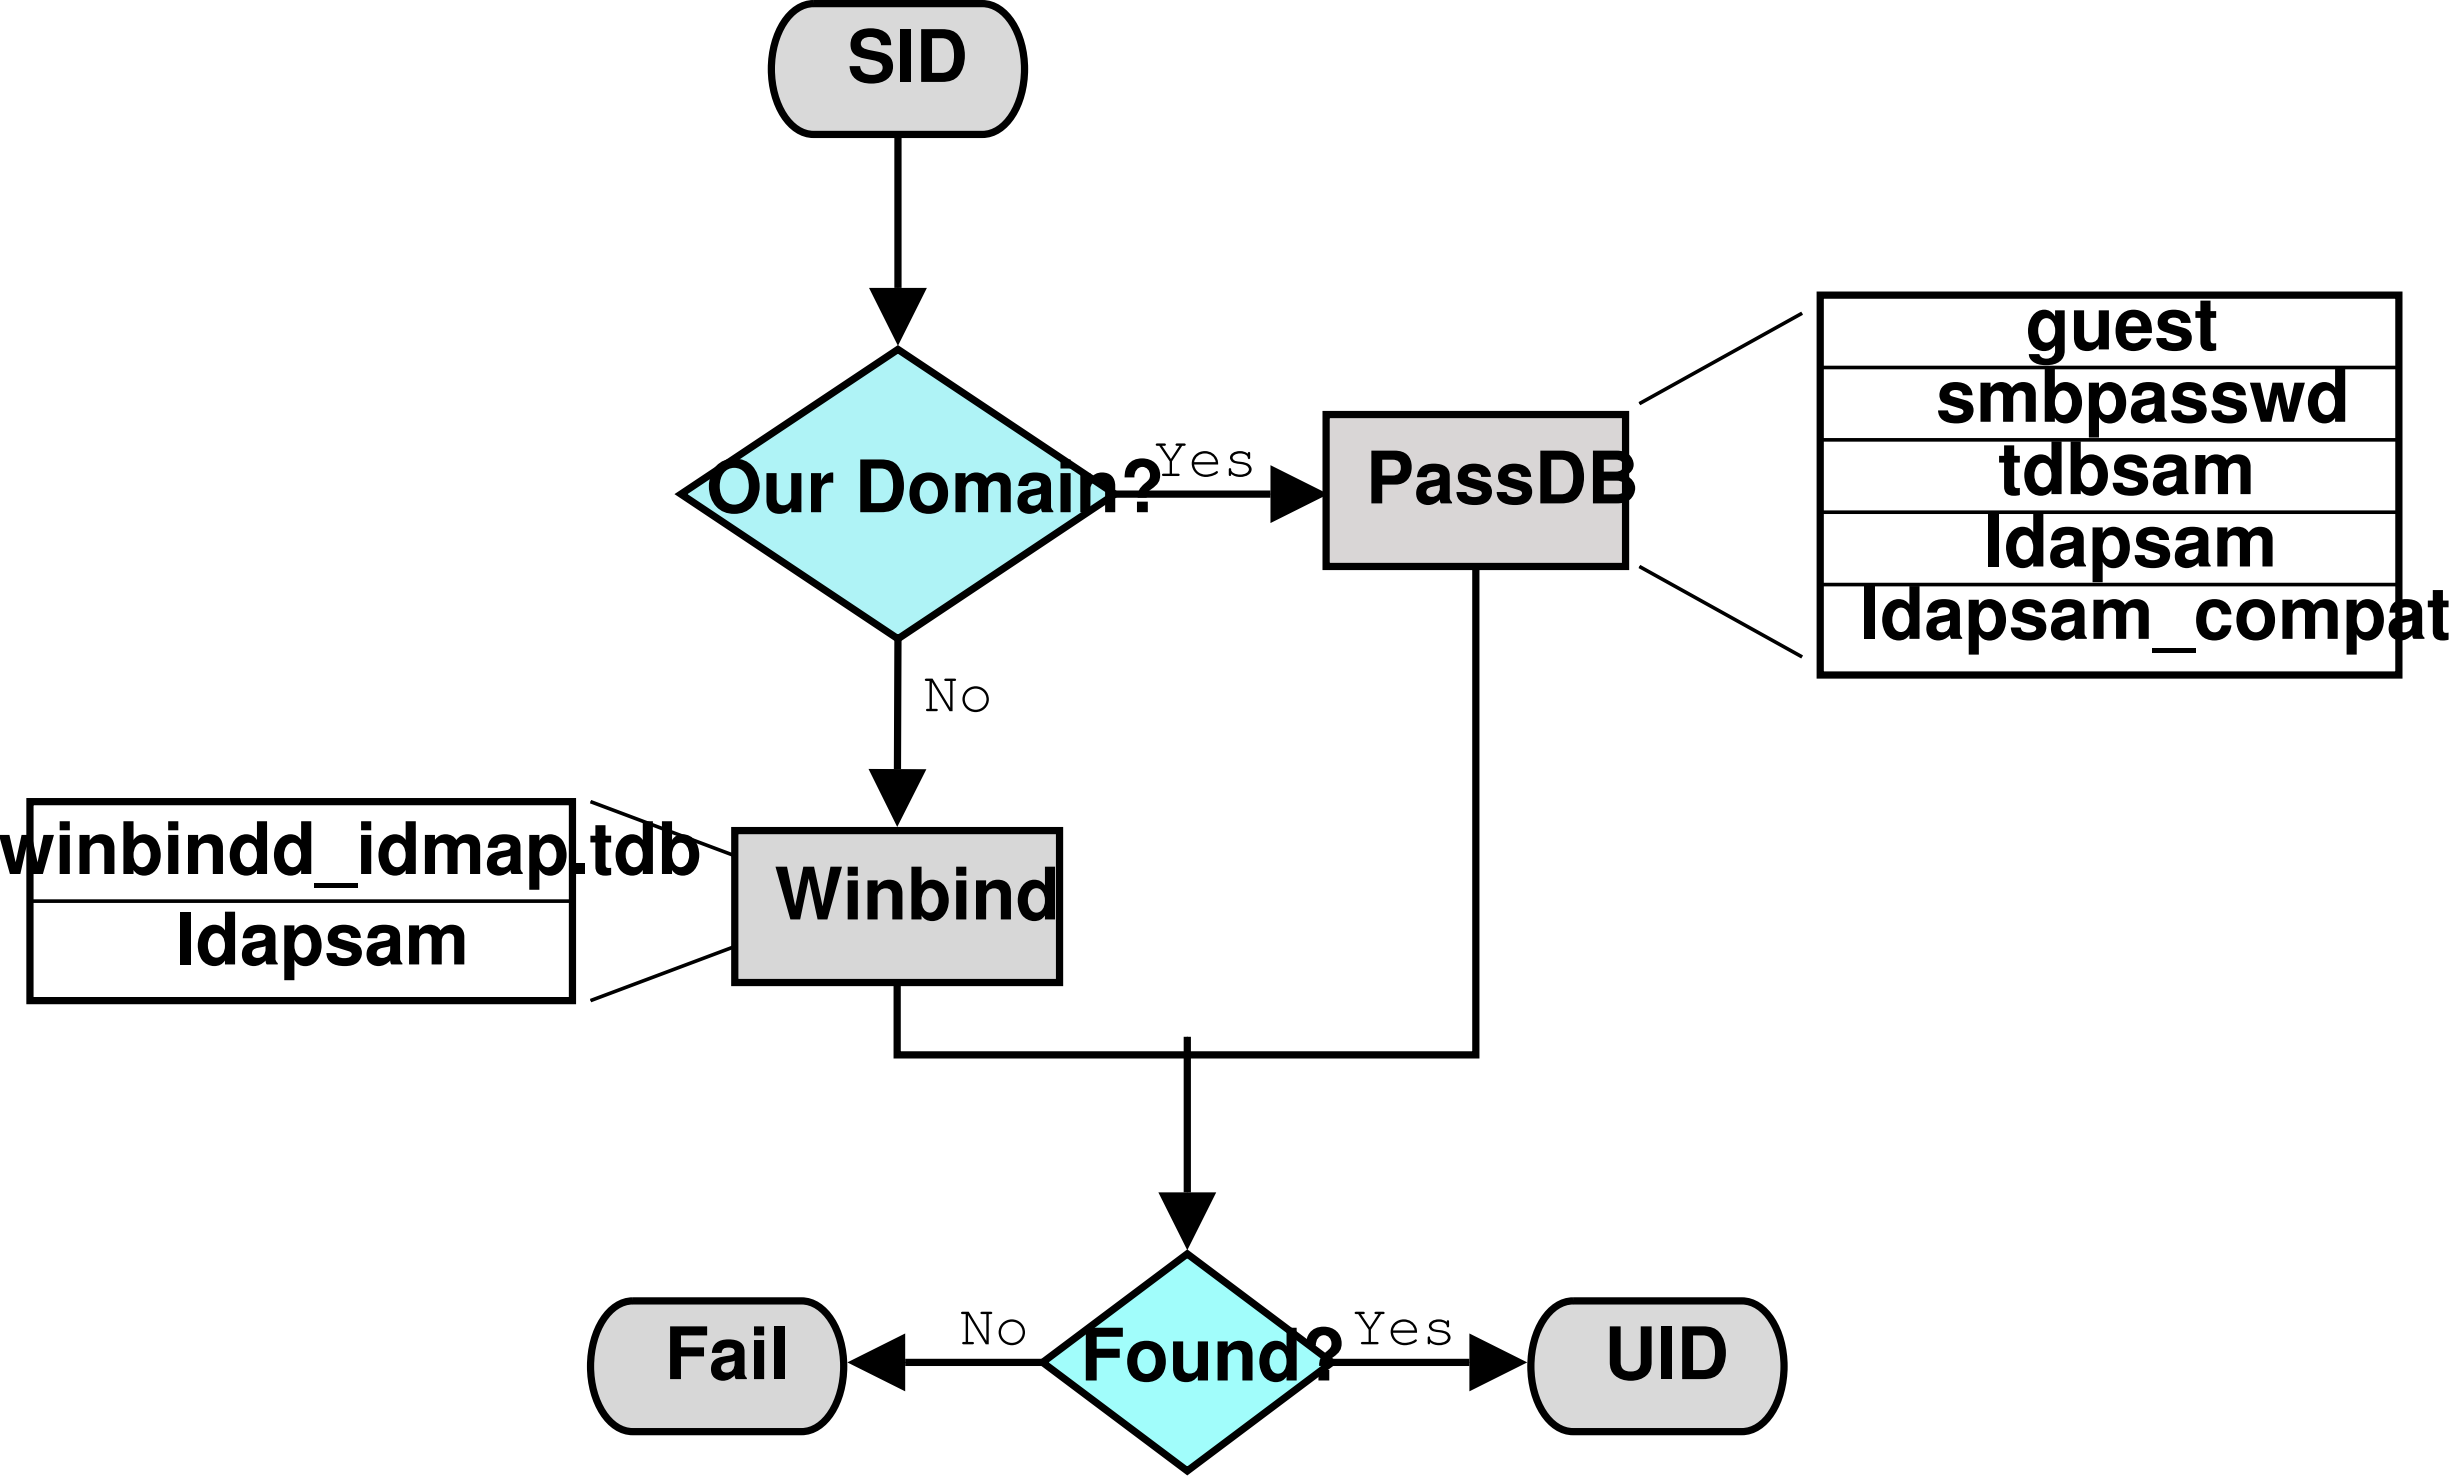 SID
guest
smbpasswd
tdbsam
ldapsam
ldapsam_compat
Our Domain?
Yes
PassDB
No
winbindd_idmap.tdb
ldapsam
Winbind
Fail
No
Found?
Yes
UID